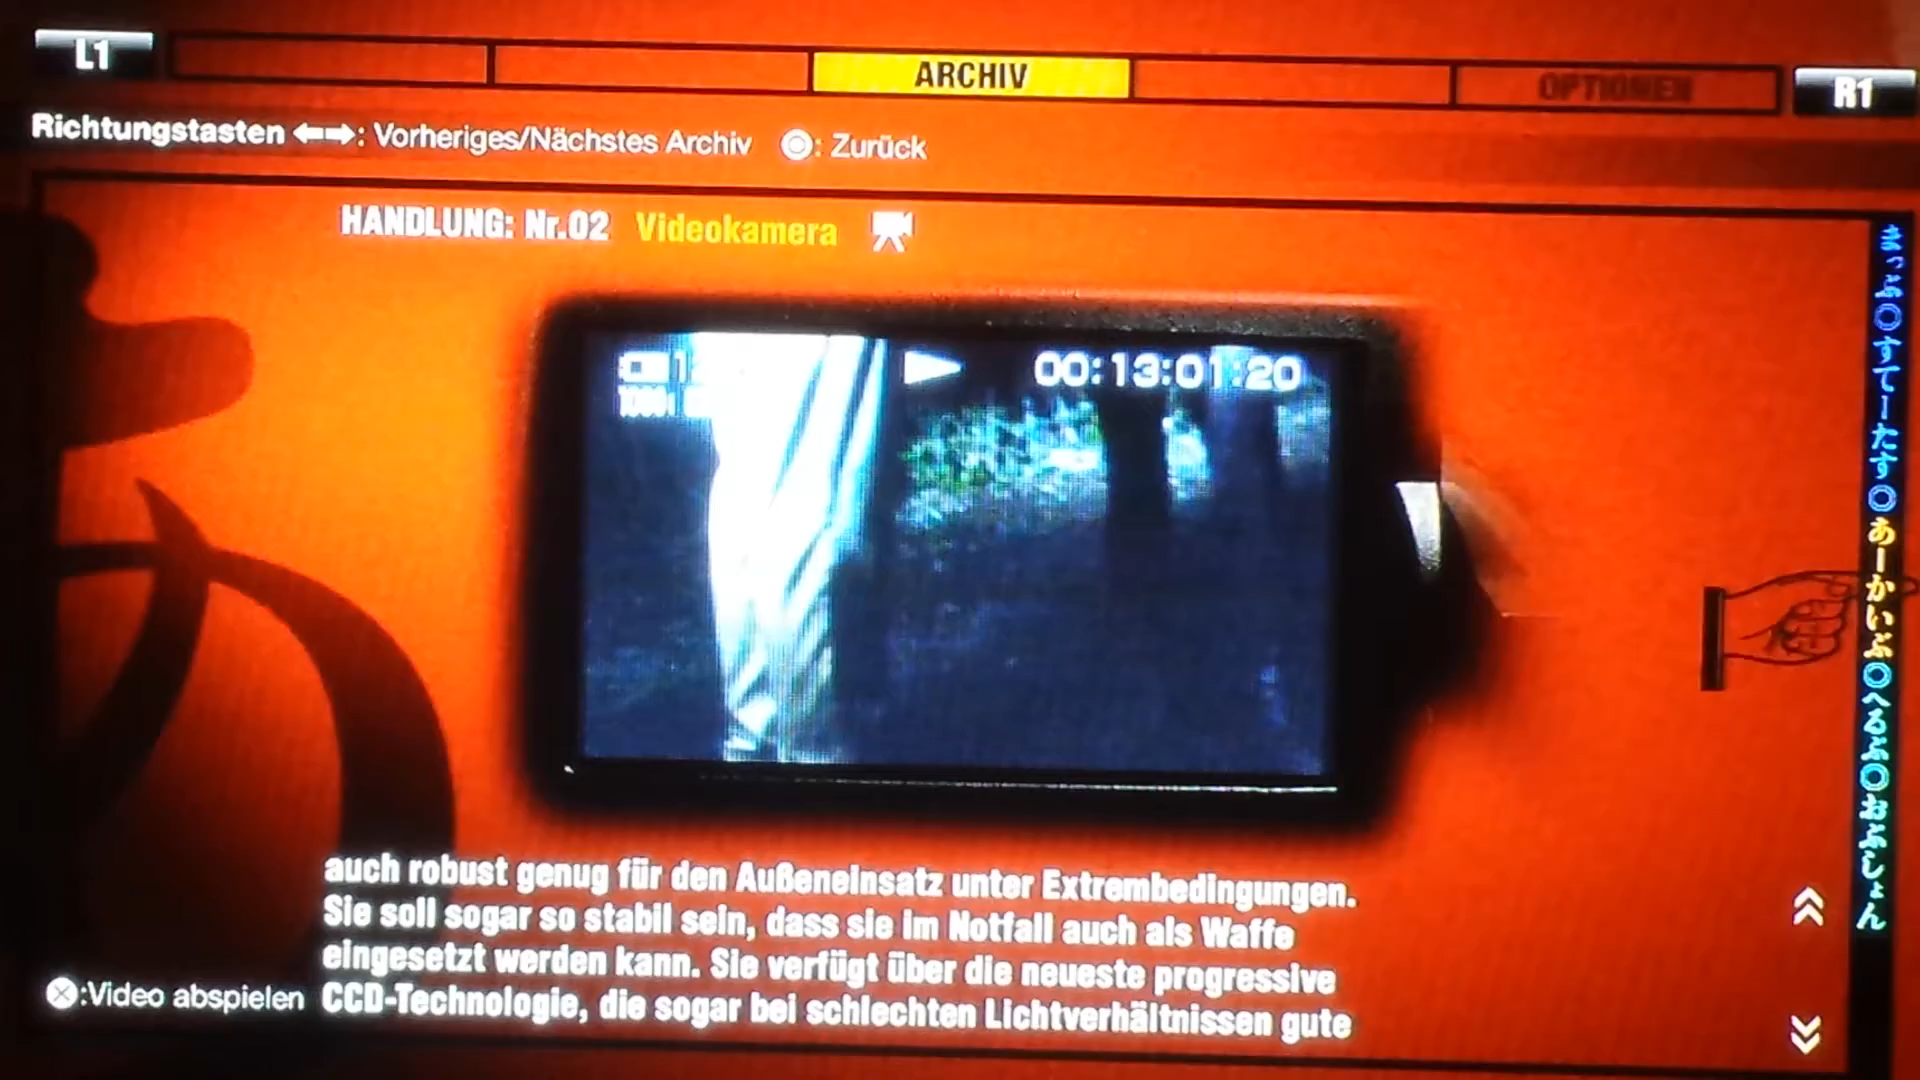 L1
ARCHIV
OPTIONEN
R1
Richtungstasten ⬅➡: Vorheriges/Nächstes Archiv ◎: Zurück
HANDLUNG: Nr.02 Videokamera
00:13:01:20
auch robust genug für den Außeneinsatz unter Extrembedingungen.
Sie soll sogar so stabil sein, dass sie im Notfall auch als Waffe
eingesetzt werden kann. Sie verfügt über die neueste progressive
CCD-Technologie, die sogar bei schlechten Lichtverhältnissen gute
ⓧ:Video abspielen
まっぷ◎すてーたす◎あーかいぶ◎へるぷ◎おぷしょん